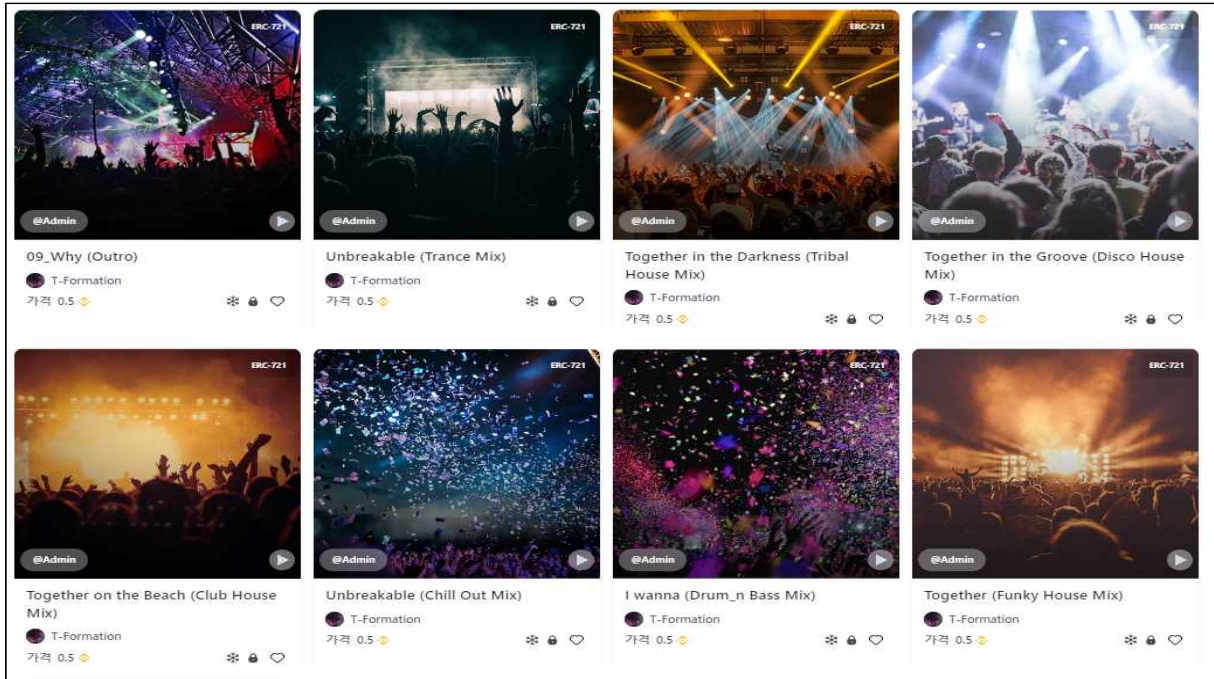 ERC-721
@Admin
09_Why (Outro)
T-Formation
가격 0.5
ERC-721
@Admin
Unbreakable (Trance Mix)
T-Formation
가격 0.5
ERC-721
@Admin
Together in the Darkness (Tribal
House Mix)
T-Formation
가격 0.5
ERC-721
@Admin
Together in the Groove (Disco House
Mix)
T-Formation
가격 0.5
ERC-721
@Admin
Together on the Beach (Club House
Mix)
T-Formation
가격 0.5
ERC-721
@Admin
Unbreakable (Chill Out Mix)
T-Formation
가격 0.5
ERC-721
@Admin
I wanna (Drum_n Bass Mix)
T-Formation
가격 0.5
ERC-721
@Admin
Together (Funky House Mix)
T-Formation
가격 0.5